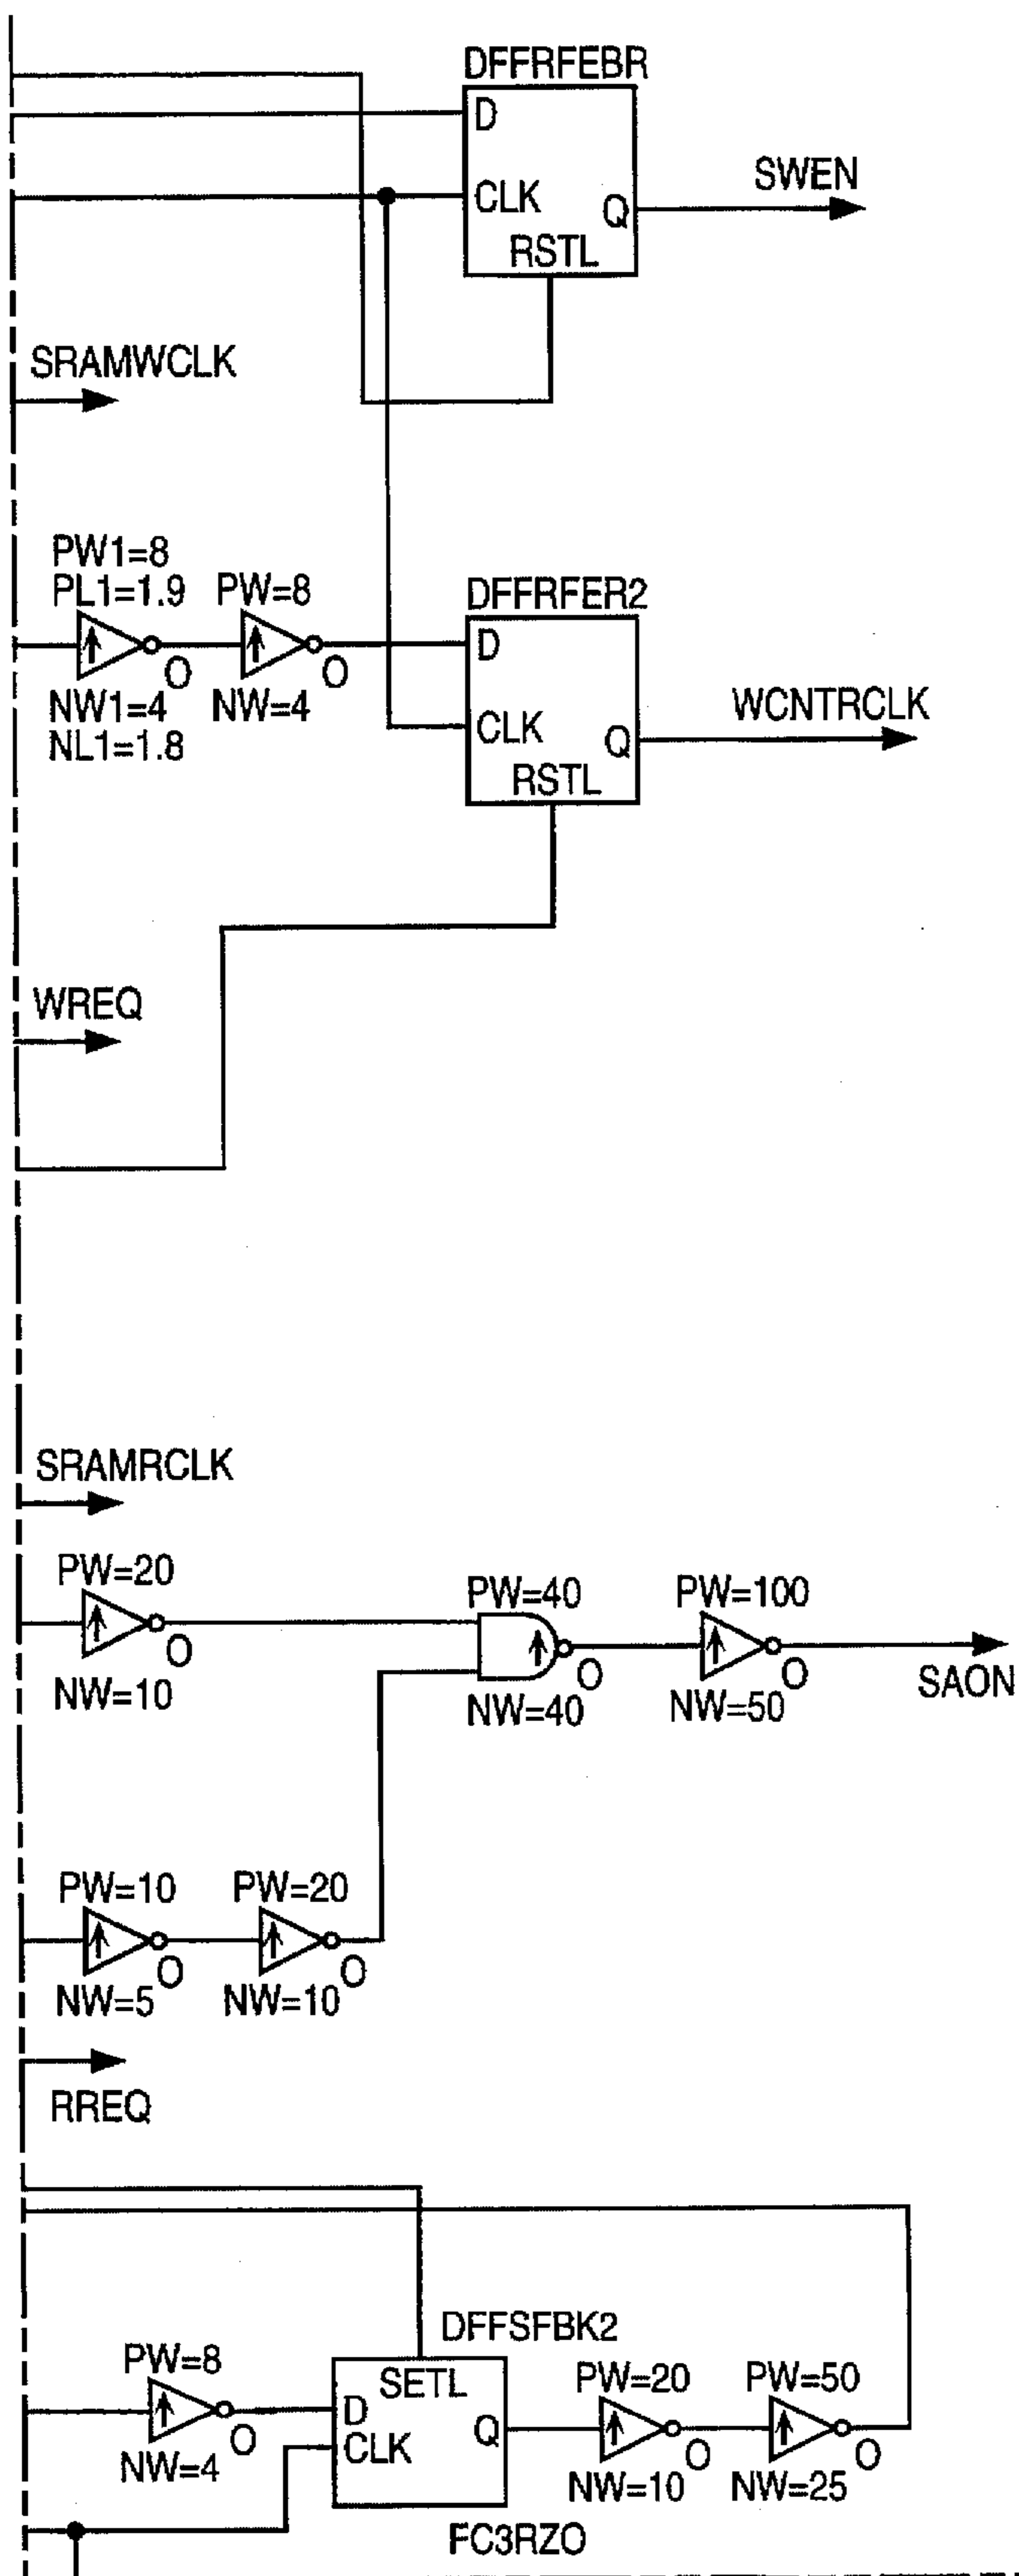 DFFRFEBR
D
CLK
Q
RSTL
SWEN
SRAMWCLK
PW1=8
PL1=1.9
O
NW1=4
NL1=1.8
PW=8
O
NW=4
DFFRFER2
D
CLK
Q
RSTL
WCNTRCLK
WREQ
SRAMRCLK
PW=20
O
NW=10
PW=40
O
NW=40
PW=100
O
NW=50
SAON
PW=10
O
NW=5
PW=20
O
NW=10
RREQ
DFFSFBK2
PW=8
O
NW=4
SETL
D
CLK
Q
FC3RZO
PW=20
O
NW=10
PW=50
O
NW=25